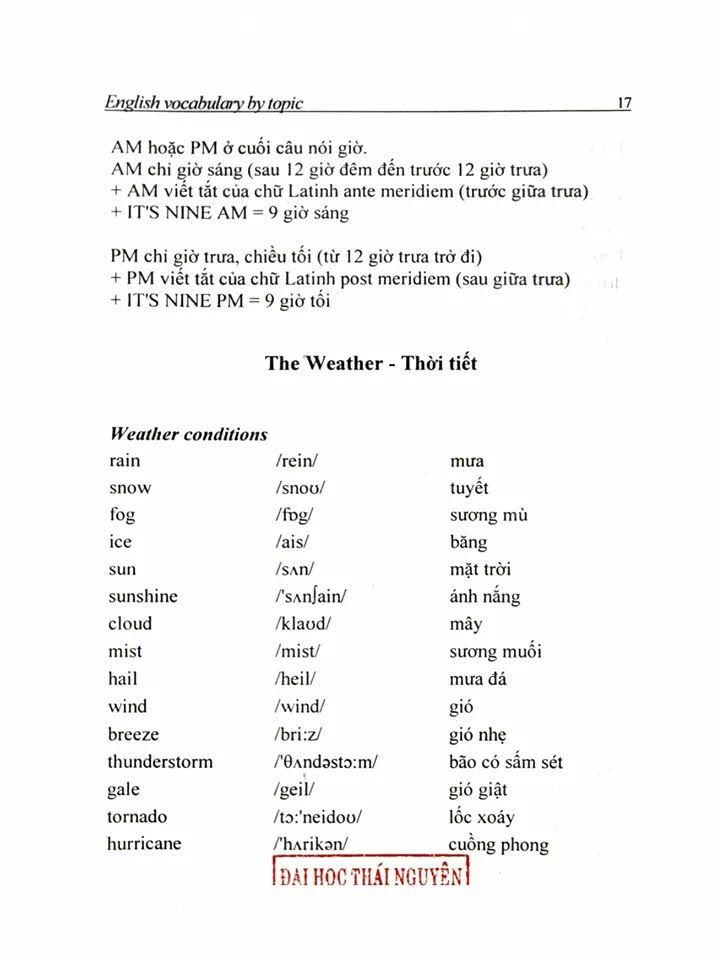 English vocabulary by topic 17
AM hoặc PM ở cuối câu nói giờ.
AM chỉ giờ sáng (sau 12 giờ đêm đến trước 12 giờ trưa)
+ AM viết tắt của chữ Latinh ante meridiem (trước giữa trưa)
+ IT'S NINE AM = 9 giờ sáng
PM chỉ giờ trưa, chiều tối (từ 12 giờ trưa trở đi)
+ PM viết tắt của chữ Latinh post meridiem (sau giữa trưa)
+ IT'S NINE PM = 9 giờ tối
The Weather - Thời tiết
Weather conditions
rain /rein/ mưa
snow /snoʊ/ tuyết
fog /fɒg/ sương mù
ice /ais/ băng
sun /sʌn/ mặt trời
sunshine /'sʌnʃain/ ánh nắng
cloud /klaʊd/ mây
mist /mist/ sương muối
hail /heil/ mưa đá
wind /wind/ gió
breeze /bri:z/ gió nhẹ
thunderstorm /'θʌndəstɔ:m/ bão có sấm sét
gale /geil/ gió giật
tornado /tɔ:'neidoʊ/ lốc xoáy
hurricane /'hʌrikən/ cuồng phong
ĐẠI HỌC THÁI NGUYÊN